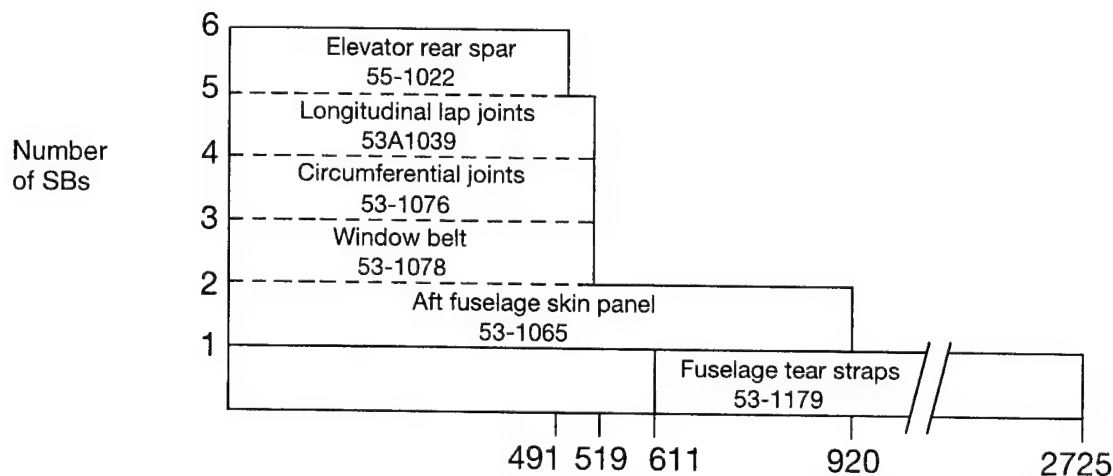 6
Elevator rear spar
55-1022
5
Longitudinal lap joints
53A1039
Number
of SBs
4
Circumferential joints
53-1076
3
Window belt
53-1078
2
Aft fuselage skin panel
53-1065
1
Fuselage tear straps
53-1179
491 519 611 920 2725